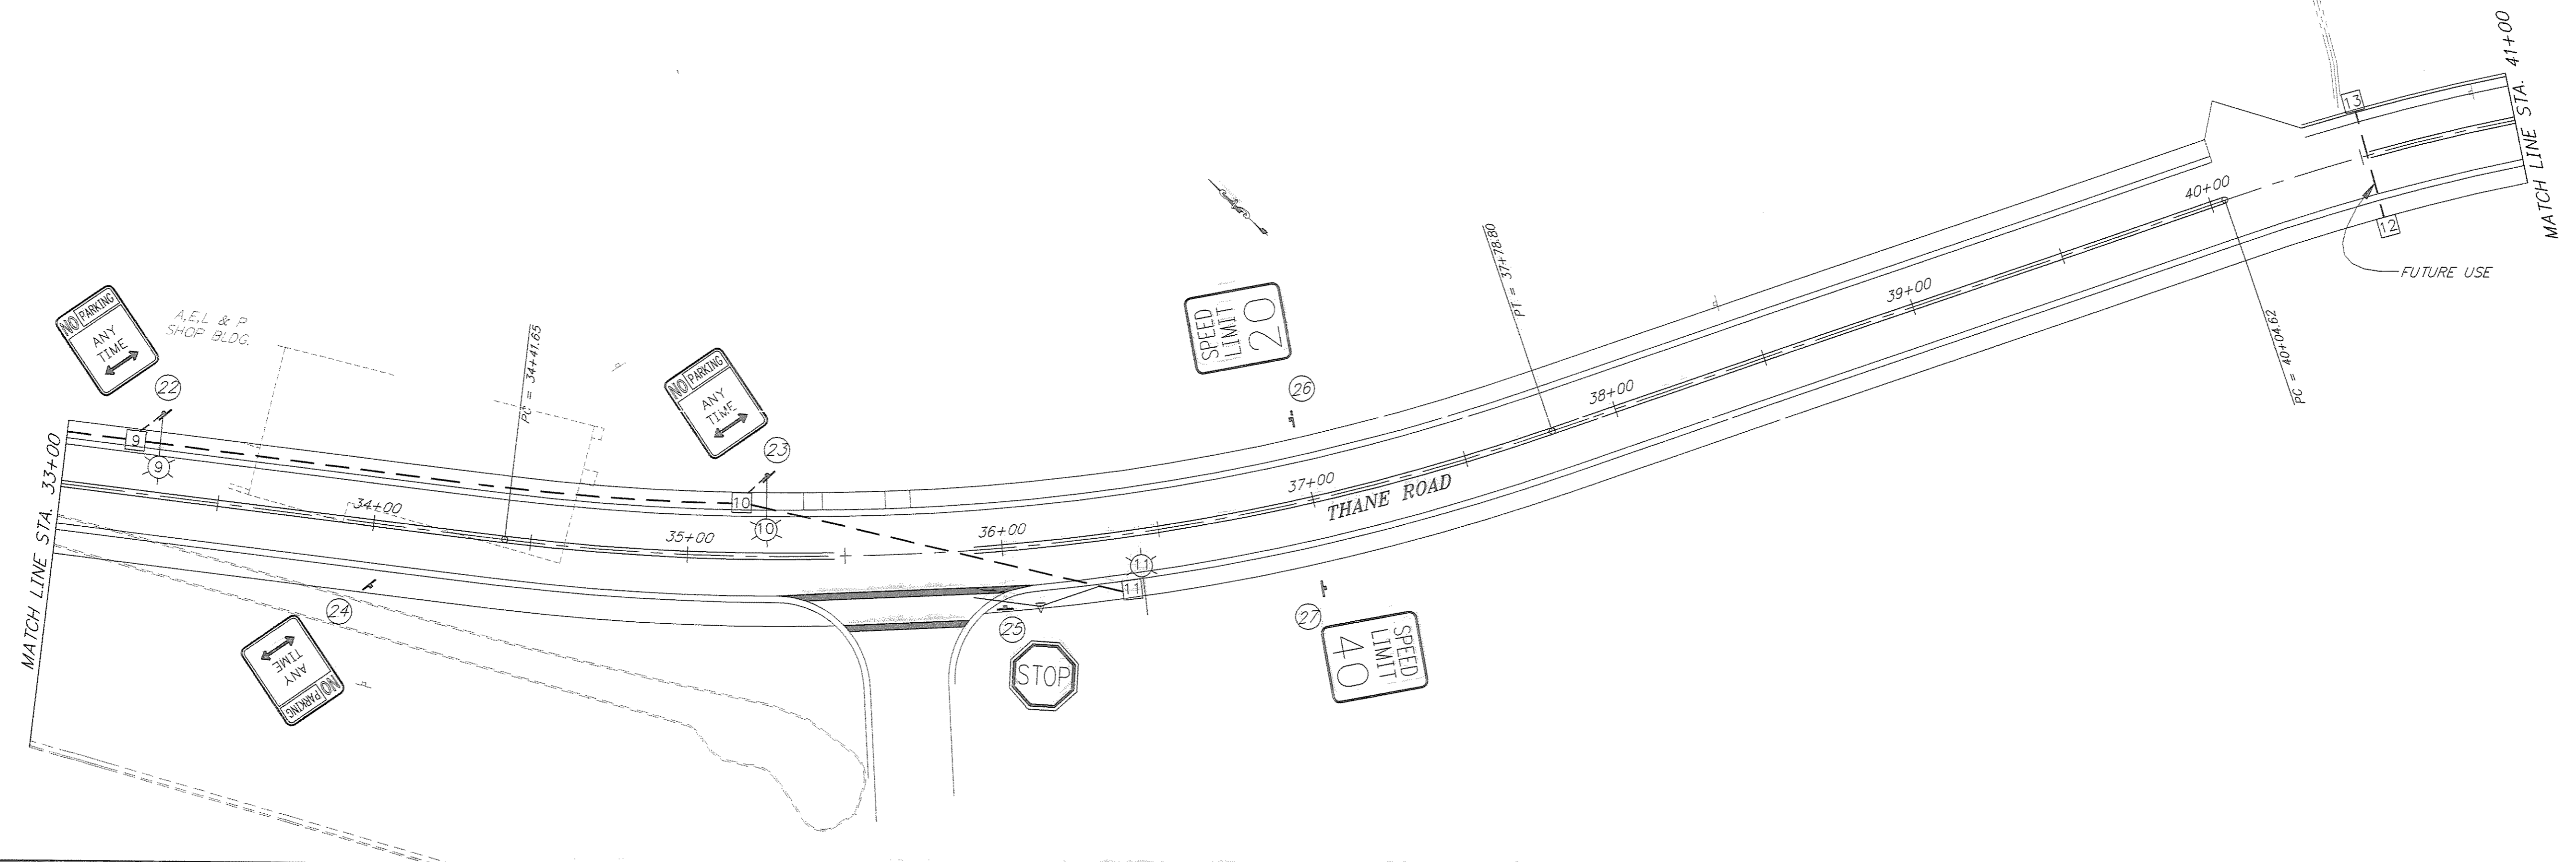 MATCH LINE STA. 33+00
NO PARKING
ANY
TIME
22
A,E,L & P
SHOP BLDG.
9
9
34+00
PC = 34+41.65
NO PARKING
ANY
TIME
23
10
10
35+00
24
NO PARKING
ANY
TIME
36+00
25
STOP
11
11
SPEED
LIMIT
20
26
37+00
THANE ROAD
27
SPEED
LIMIT
40
PT = 37+78.80
38+00
39+00
40+00
PC = 40+04.62
13
12
FUTURE USE
MATCH LINE STA. 41+00